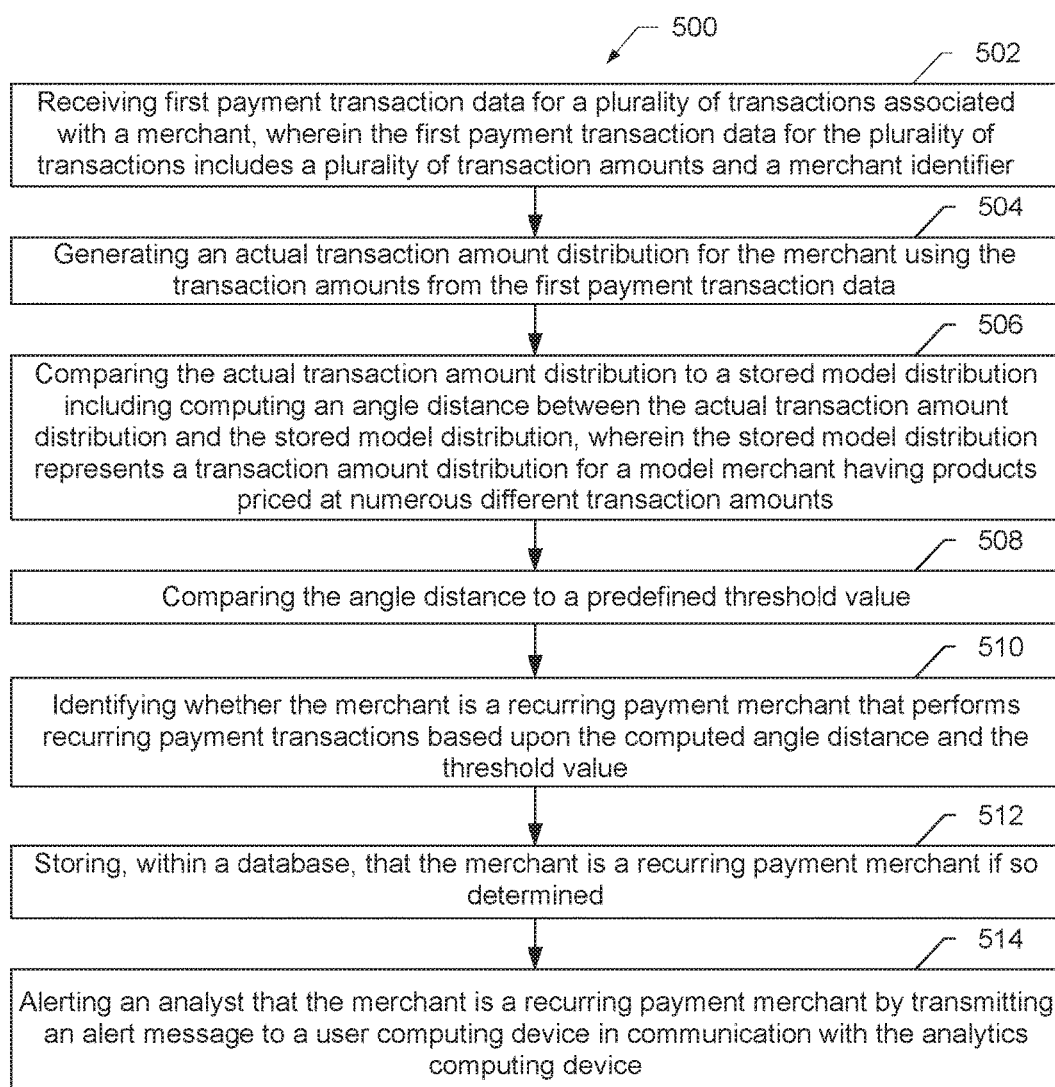 500
502
Receiving first payment transaction data for a plurality of transactions associated
with a merchant, wherein the first payment transaction data for the plurality of
transactions includes a plurality of transaction amounts and a merchant identifier
504
Generating an actual transaction amount distribution for the merchant using the
transaction amounts from the first payment transaction data
506
Comparing the actual transaction amount distribution to a stored model distribution
including computing an angle distance between the actual transaction amount
distribution and the stored model distribution, wherein the stored model distribution
represents a transaction amount distribution for a model merchant having products
priced at numerous different transaction amounts
508
Comparing the angle distance to a predefined threshold value
510
Identifying whether the merchant is a recurring payment merchant that performs
recurring payment transactions based upon the computed angle distance and the
threshold value
512
Storing, within a database, that the merchant is a recurring payment merchant if so
determined
514
Alerting an analyst that the merchant is a recurring payment merchant by transmitting
an alert message to a user computing device in communication with the analytics
computing device